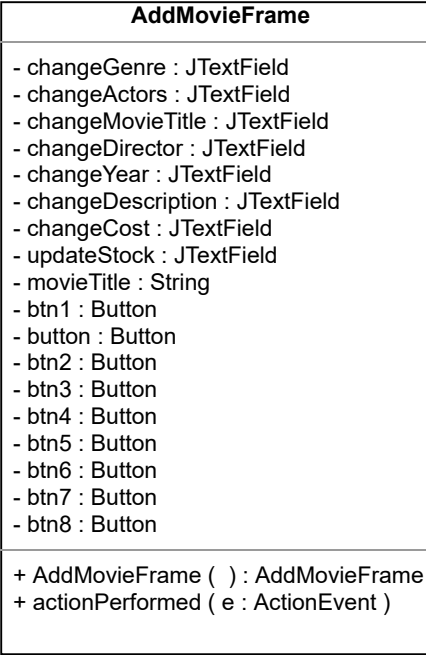 AddMovieFrame
- changeGenre : JTextField
- changeActors : JTextField
- changeMovieTitle : JTextField
- changeDirector : JTextField
- changeYear : JTextField
- changeDescription : JTextField
- changeCost : JTextField
- updateStock : JTextField
- movieTitle : String
- btn1 : Button
- button : Button
- btn2 : Button
- btn3 : Button
- btn4 : Button
- btn5 : Button
- btn6 : Button
- btn7 : Button
- btn8 : Button
+ AddMovieFrame ( ) : AddMovieFrame
+ actionPerformed ( e : ActionEvent )